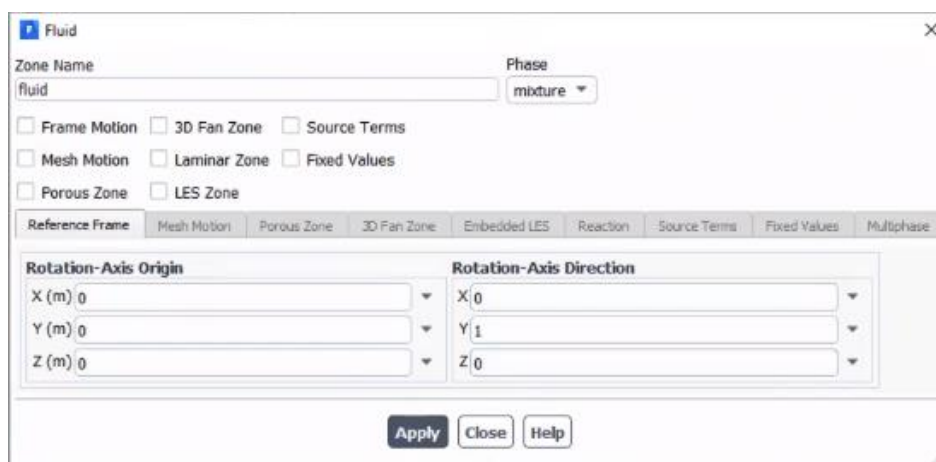 Fluid
Zone Name
Phase
fluid
mixture
Frame Motion 3D Fan Zone Source Terms
Mesh Motion Laminar Zone Fixed Values
Porous Zone LES Zone
Reference Frame Mesh Motion Porous Zone 3D Fan Zone Embedded LES Reaction Source Terms Fixed Values Multiphase
Rotation-Axis Origin
X (m) 0
Y (m) 0
Z (m) 0
Rotation-Axis Direction
X 0
Y 1
Z 0
Apply Close Help